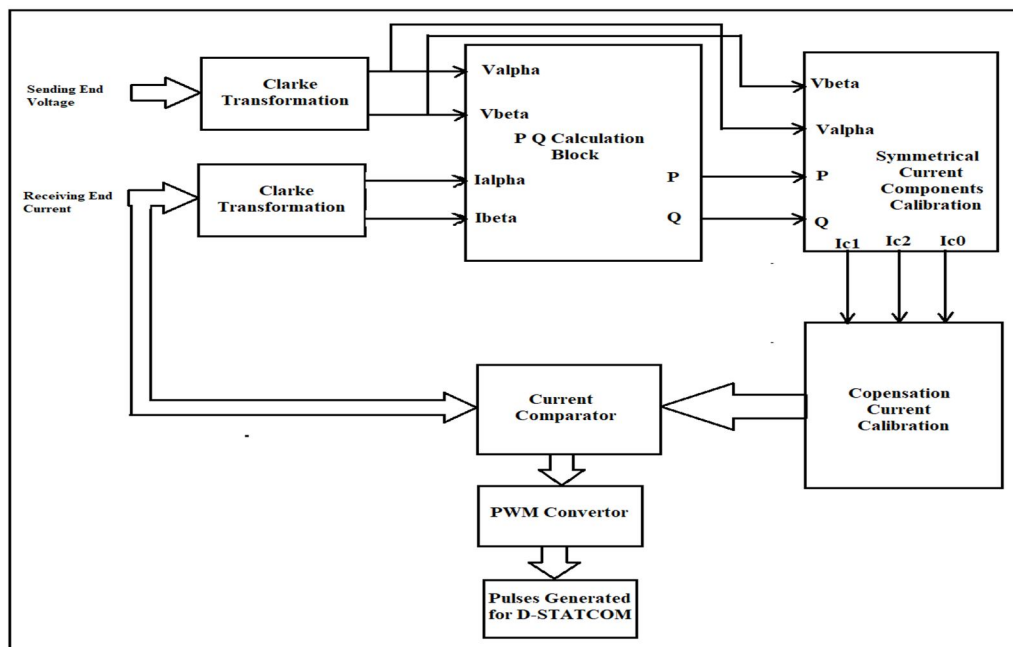 Sending End
Voltage
Clarke
Transformation
Valpha
Vbeta
P Q Calculation
Block
Ialpha
Ibeta
P
Q
Receiving End
Current
Clarke
Transformation
Vbeta
Valpha
Symmetrical
Current
Components
Calibration
P
Q
Ic1
Ic2
Ic0
Current
Comparator
Copensation
Current
Calibration
PWM Convertor
Pulses Generated
for D-STATCOM